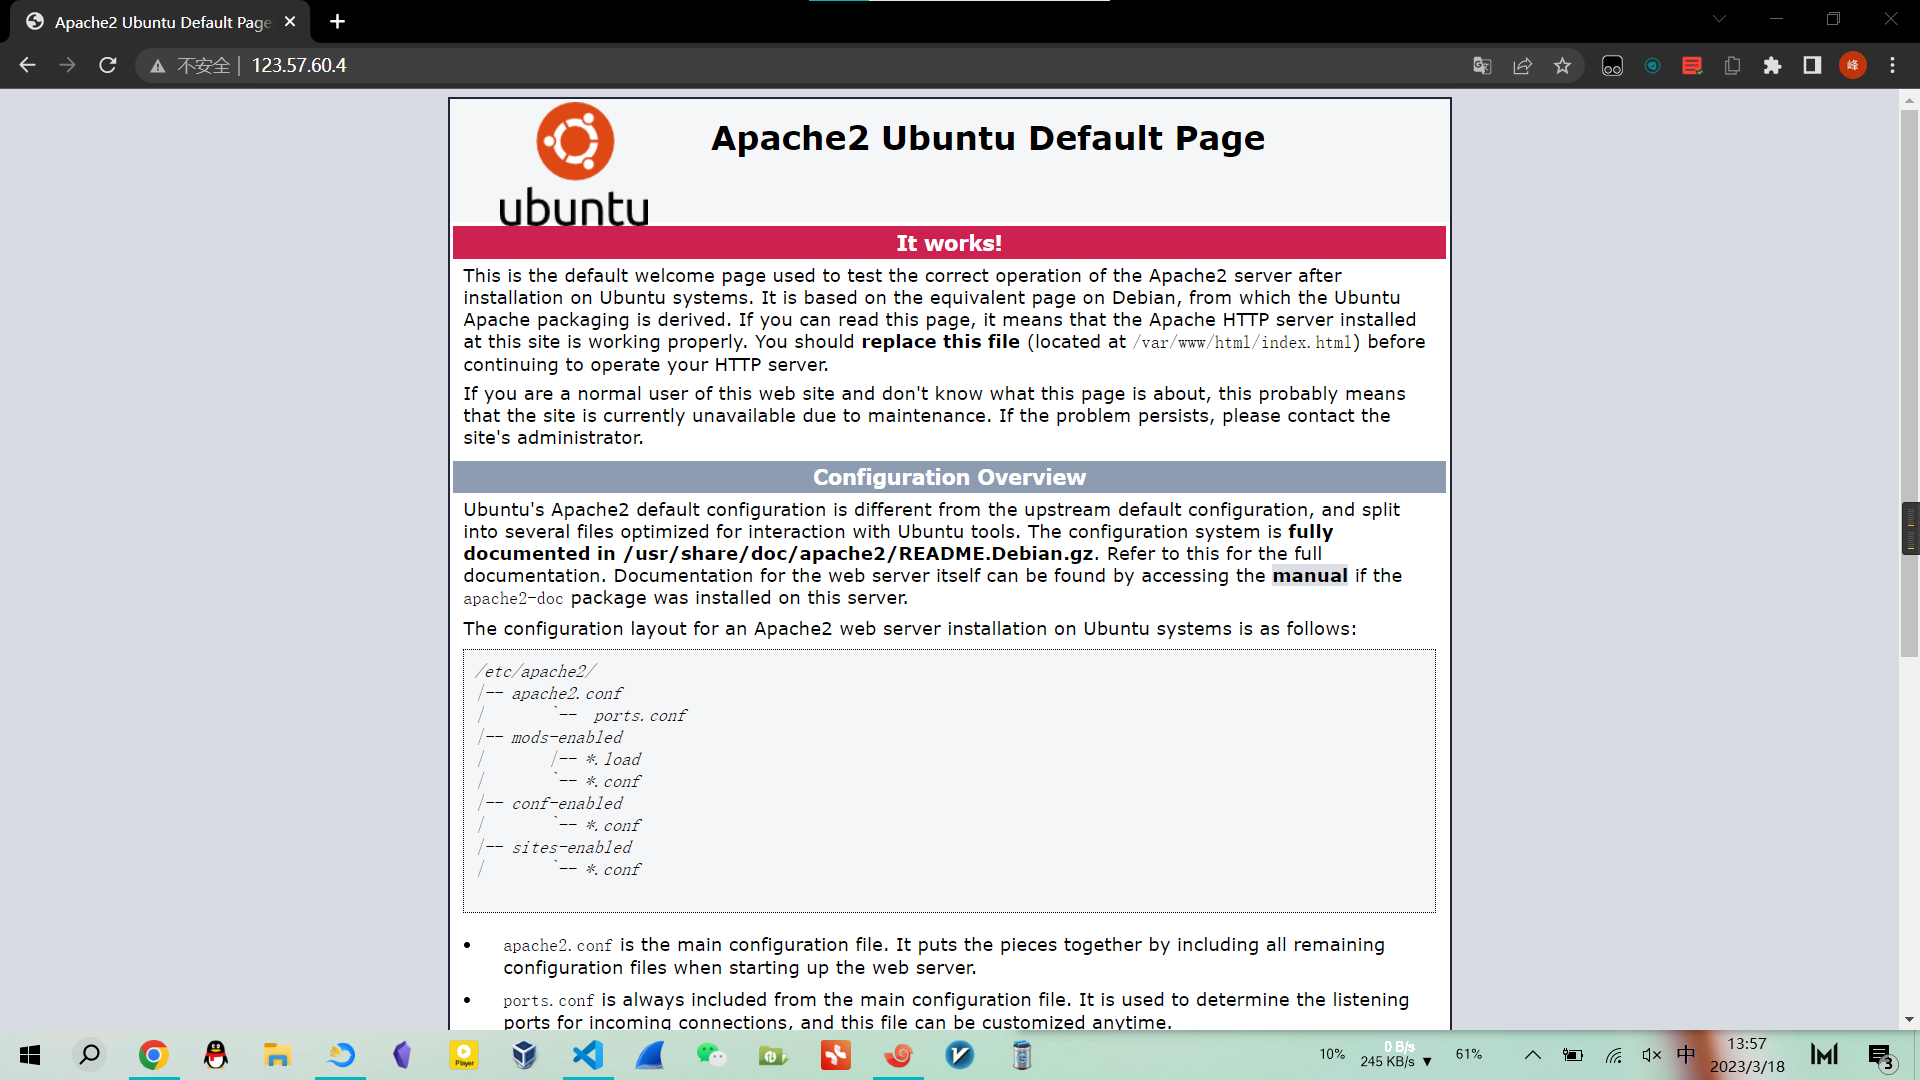 Apache2 Ubuntu Default Page
不安全 | 123.57.60.4
峰
ubuntu
Apache2 Ubuntu Default Page
It works!
This is the default welcome page used to test the correct operation of the Apache2 server after
installation on Ubuntu systems. It is based on the equivalent page on Debian, from which the Ubuntu
Apache packaging is derived. If you can read this page, it means that the Apache HTTP server installed
at this site is working properly. You should replace this file (located at /var/www/html/index.html) before
continuing to operate your HTTP server.
If you are a normal user of this web site and don't know what this page is about, this probably means
that the site is currently unavailable due to maintenance. If the problem persists, please contact the
site's administrator.
Configuration Overview
Ubuntu's Apache2 default configuration is different from the upstream default configuration, and split
into several files optimized for interaction with Ubuntu tools. The configuration system is fully
documented in /usr/share/doc/apache2/README.Debian.gz. Refer to this for the full
documentation. Documentation for the web server itself can be found by accessing the manual if the
apache2-doc package was installed on this server.
The configuration layout for an Apache2 web server installation on Ubuntu systems is as follows:
/etc/apache2/
|-- apache2.conf
|       `--  ports.conf
|-- mods-enabled
|       |-- *.load
|       `-- *.conf
|-- conf-enabled
|       `-- *.conf
|-- sites-enabled
|       `-- *.conf
• apache2.conf is the main configuration file. It puts the pieces together by including all remaining
configuration files when starting up the web server.
• ports.conf is always included from the main configuration file. It is used to determine the listening
ports for incoming connections, and this file can be customized anytime.
Player
10%
0 B/s
245 KB/s
61%
中
13:57
2023/3/18
3